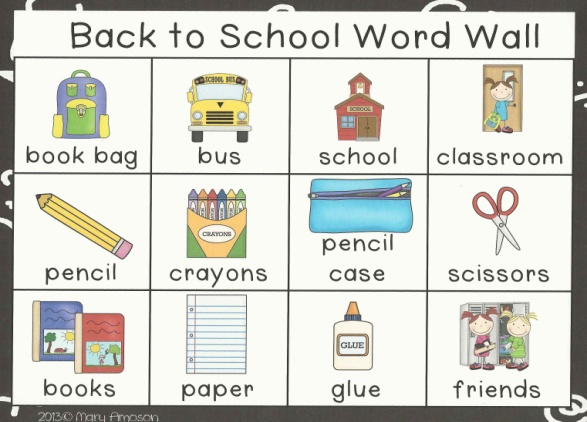 Back to School Word Wall
SCHOOL BUS
book bag
bus
school
classroom
CRAYONS
pencil
crayons
pencil
case
scissors
GLUE
books
paper
glue
friends
2013© Mary Amoson